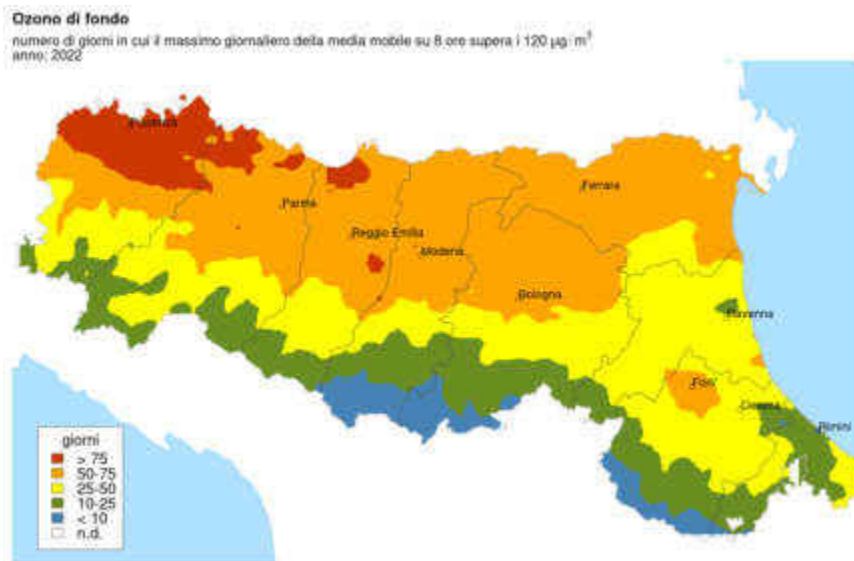 Ozono di fondo
numero di giorni in cui il massimo giornaliero della media mobile su 8 ore supera i 120 µg/m³
anno: 2022
Piacenza
Parma
Ferrara
Reggio Emilia
Modena
Bologna
Ravenna
Forli'
Cesena
Rimini
giorni
> 75
50-75
25-50
10-25
< 10
n.d.